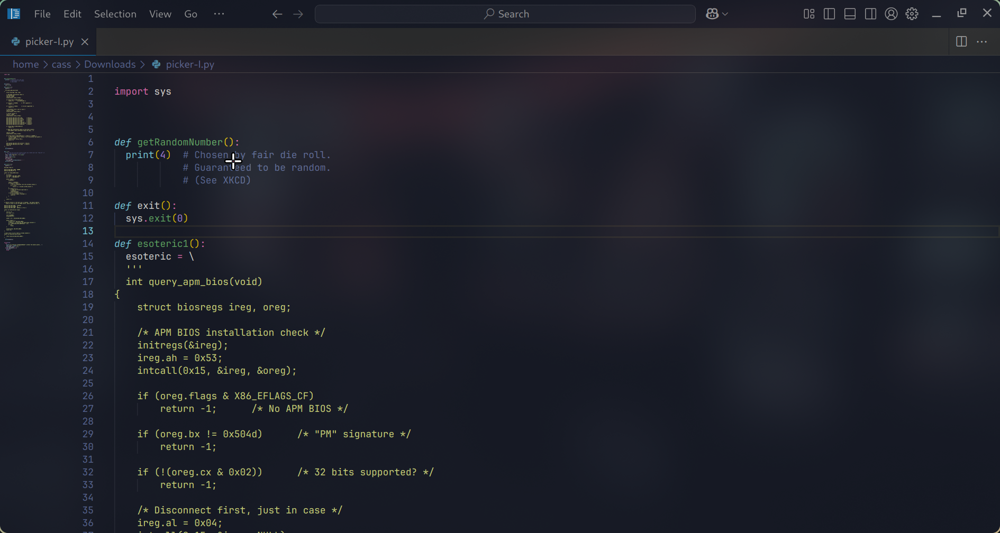 File Edit Selection View Go ··· Search
picker-I.py
home > cass > Downloads > picker-I.py
1
2 import sys
3
4
5
6 def getRandomNumber():
7 print(4) # Chosen by fair die roll.
8 # Guaranteed to be random.
9 # (See XKCD)
10
11 def exit():
12 sys.exit(0)
13
14 def esoteric1():
15 esoteric = \
16 '''
17 int query_apm_bios(void)
18 {
19 struct biosregs ireg, oreg;
20
21 /* APM BIOS installation check */
22 initregs(&ireg);
23 ireg.ah = 0x53;
24 intcall(0x15, &ireg, &oreg);
25
26 if (oreg.flags & X86_EFLAGS_CF)
27 return -1; /* No APM BIOS */
28
29 if (oreg.bx != 0x504d) /* "PM" signature */
30 return -1;
31
32 if (!(oreg.cx & 0x02)) /* 32 bits supported? */
33 return -1;
34
35 /* Disconnect first, just in case */
36 ireg.al = 0x04;